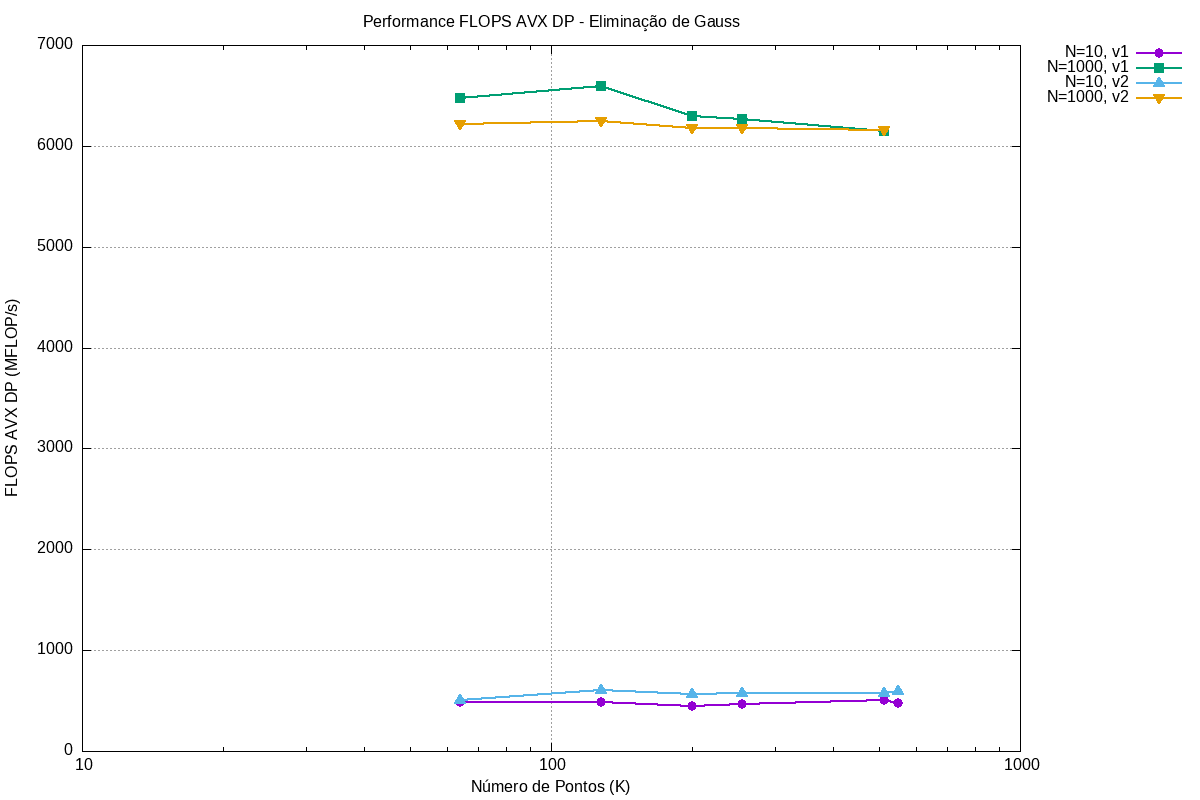 Performance FLOPS AVX DP - Eliminação de Gauss
N=10, v1
N=1000, v1
N=10, v2
N=1000, v2
FLOPS AVX DP (MFLOP/s)
7000
6000
5000
4000
3000
2000
1000
0
10
100
1000
Número de Pontos (K)